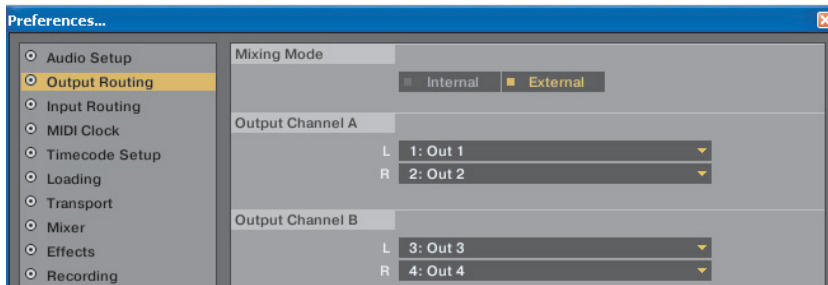 Preferences...
Audio Setup
Output Routing
Input Routing
MIDI Clock
Timecode Setup
Loading
Transport
Mixer
Effects
Recording
Mixing Mode
Internal External
Output Channel A
L 1: Out 1
R 2: Out 2
Output Channel B
L 3: Out 3
R 4: Out 4